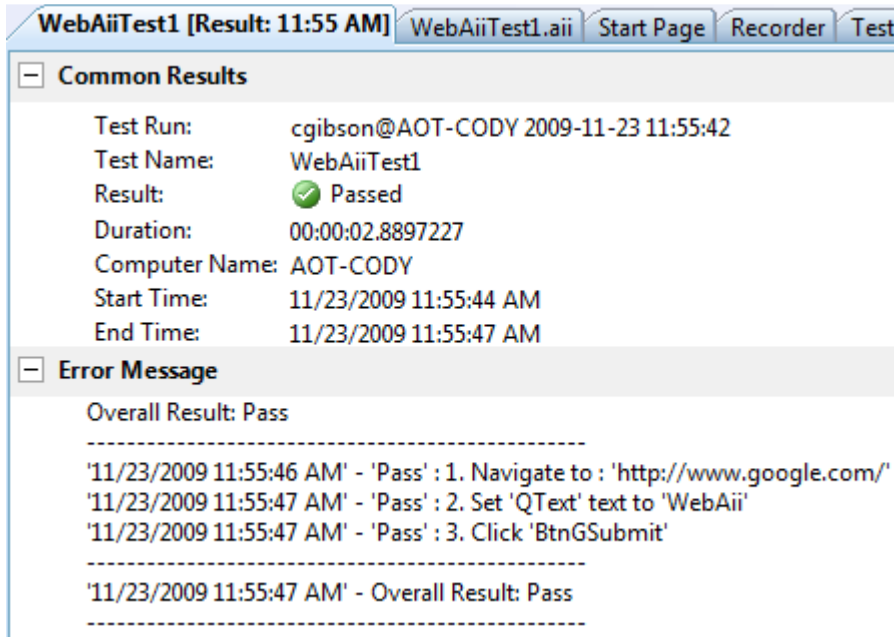 WebAiiTest1 [Result: 11:55 AM] WebAiiTest1.aii Start Page Recorder Test
Common Results
Test Run: cgibson@AOT-CODY 2009-11-23 11:55:42
Test Name: WebAiiTest1
Result: Passed
Duration: 00:00:02.8897227
Computer Name: AOT-CODY
Start Time: 11/23/2009 11:55:44 AM
End Time: 11/23/2009 11:55:47 AM
Error Message
Overall Result: Pass
--------------------------------------------------
'11/23/2009 11:55:46 AM' - 'Pass' : 1. Navigate to : 'http://www.google.com/'
'11/23/2009 11:55:47 AM' - 'Pass' : 2. Set 'QText' text to 'WebAii'
'11/23/2009 11:55:47 AM' - 'Pass' : 3. Click 'BtnGSubmit'
--------------------------------------------------
'11/23/2009 11:55:47 AM' - Overall Result: Pass
--------------------------------------------------